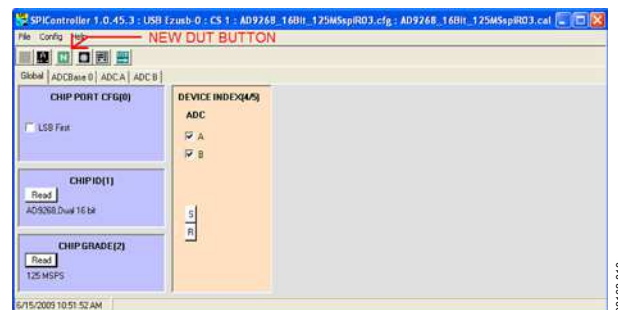 SPIController 1.0.45.3 : USB Ezusb-0 : CS 1 : AD9268_16Bit_125MSspiR03.cfg : AD9268_16Bit_125MSspiR03.cal
File Config Help
NEW DUT BUTTON
Global ADCBase 0 ADC A ADC B
CHIP PORT CFG(0)
LSB First
CHIP ID(1)
Read
AD9268, Dual 16 bit
CHIP GRADE(2)
Read
125 MSPS
DEVICE INDEX(4/5)
ADC
A
B
S
R
6/15/2009 10:51:52 AM